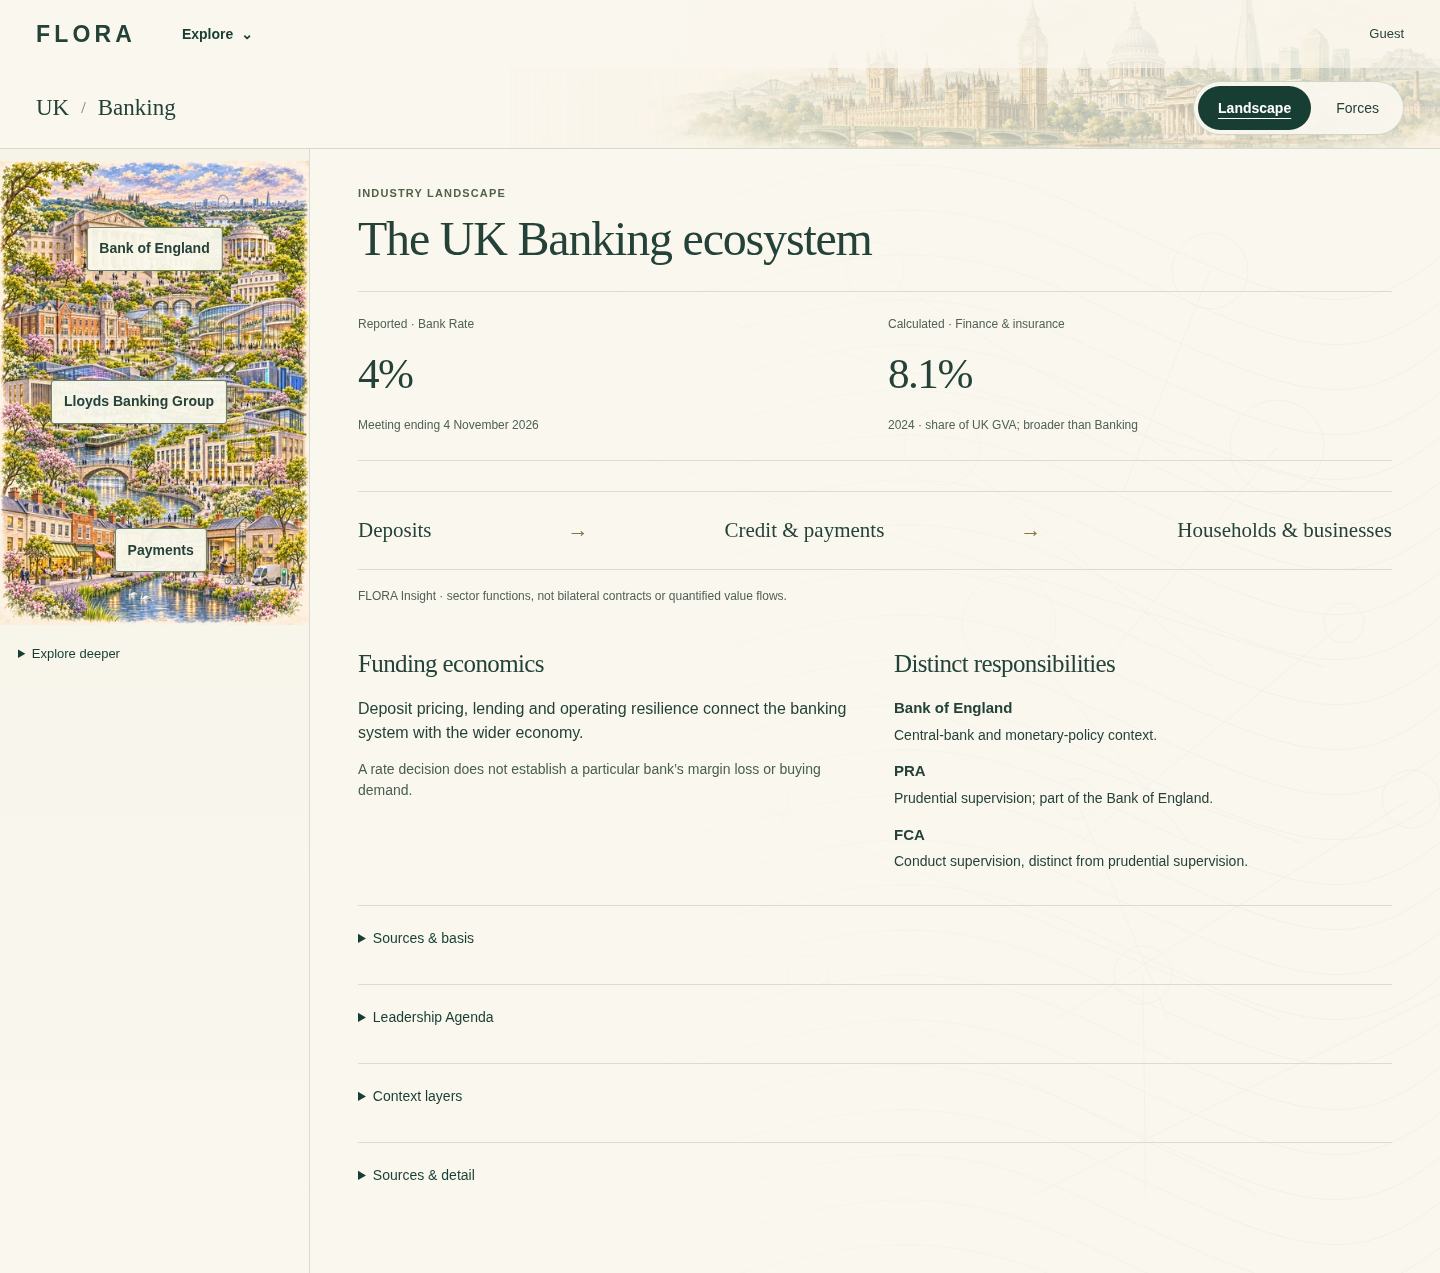 FLORA
Explore
Guest
UK / Banking
Landscape
Forces
Bank of England
Lloyds Banking Group
Payments
Explore deeper
INDUSTRY LANDSCAPE
The UK Banking ecosystem
Reported · Bank Rate
4%
Meeting ending 4 November 2026
Calculated · Finance & insurance
8.1%
2024 · share of UK GVA; broader than Banking
Deposits → Credit & payments → Households & businesses
FLORA Insight · sector functions, not bilateral contracts or quantified value flows.
Funding economics
Deposit pricing, lending and operating resilience connect the banking
system with the wider economy.
A rate decision does not establish a particular bank's margin loss or buying
demand.
Distinct responsibilities
Bank of England
Central-bank and monetary-policy context.
PRA
Prudential supervision; part of the Bank of England.
FCA
Conduct supervision, distinct from prudential supervision.
Sources & basis
Leadership Agenda
Context layers
Sources & detail